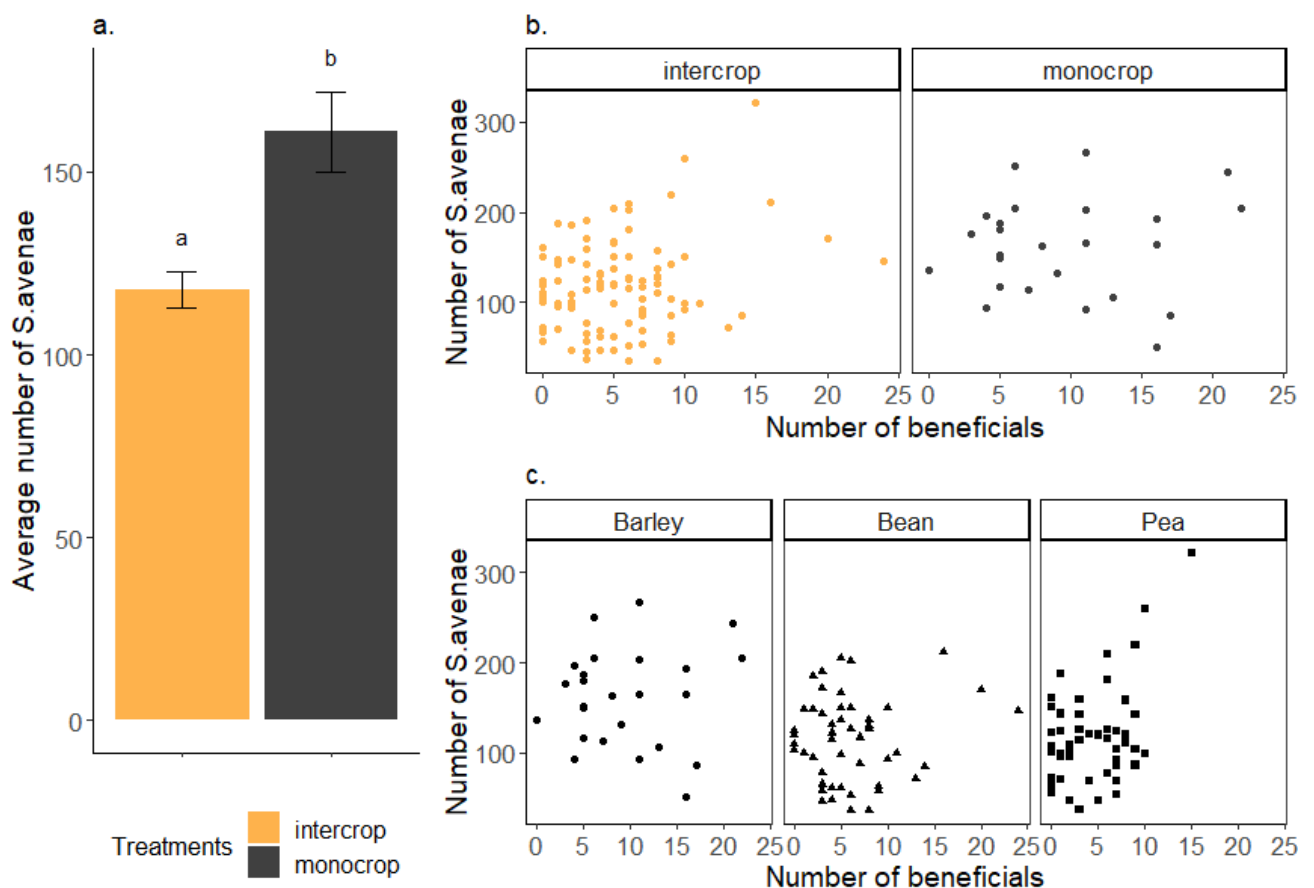 a.
b
a
150
100
50
0
Average number of S.avenae
Treatments
intercrop
monocrop
b.
intercrop
monocrop
300
200
100
Number of S.avenae
0 5 10 15 20 25
0 5 10 15 20 25
Number of beneficials
c.
Barley
Bean
Pea
300
200
100
Number of S.avenae
0 5 10 15 20 25
0 5 10 15 20 25
0 5 10 15 20 25
Number of beneficials